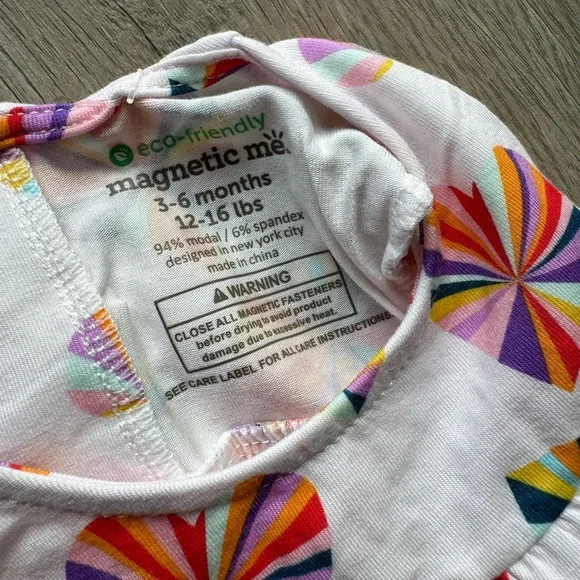 eco-friendly
magnetic me
3-6 months
12-16 lbs
94% modal / 6% spandex
designed in new york city
made in china
WARNING
CLOSE ALL MAGNETIC FASTENERS
before drying to avoid product
damage due to excessive heat.
SEE CARE LABEL FOR ALL CARE INSTRUCTIONS